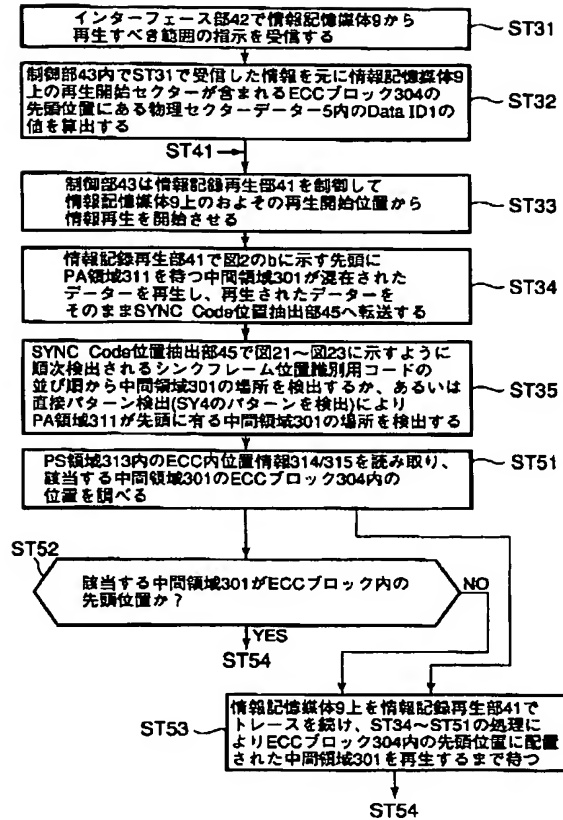 インターフェース部42で情報記憶媒体9から
再生すべき範囲の指示を受信する
ST31
制御部43内でST31で受信した情報を元に情報記憶媒体9
上の再生開始セクターが含まれるECCブロック304の
先頭位置にある物理セクターデーター5内のData ID1の
値を算出する
ST32
ST41
制御部43は情報記録再生部41を制御して
情報記憶媒体9上のおよその再生開始位置から
情報再生を開始させる
ST33
情報記録再生部41で図2のbに示す先頭に
PA領域311を待つ中間領域301が混在された
データーを再生し、再生されたデーターを
そのままSYNC Code位置抽出部45へ転送する
ST34
SYNC Code位置抽出部45で図21～図23に示すように
順次検出されるシンクフレーム位置識別用コードの
並び順から中間領域301の場所を検出するか、あるいは
直接パターン検出(SY4のパターンを検出)により
PA領域311が先頭に有る中間領域301の場所を検出する
ST35
PS領域313内のECC内位置情報314/315を読み取り、
該当する中間領域301のECCブロック304内の
位置を調べる
ST51
ST52
該当する中間領域301がECCブロック内の
先頭位置か?
NO
YES
ST54
情報記憶媒体9上を情報記録再生部41で
トレースを続け、ST34～ST51の処理に
よりECCブロック304内の先頭位置に配置
された中間領域301を再生するまで待つ
ST53
ST54